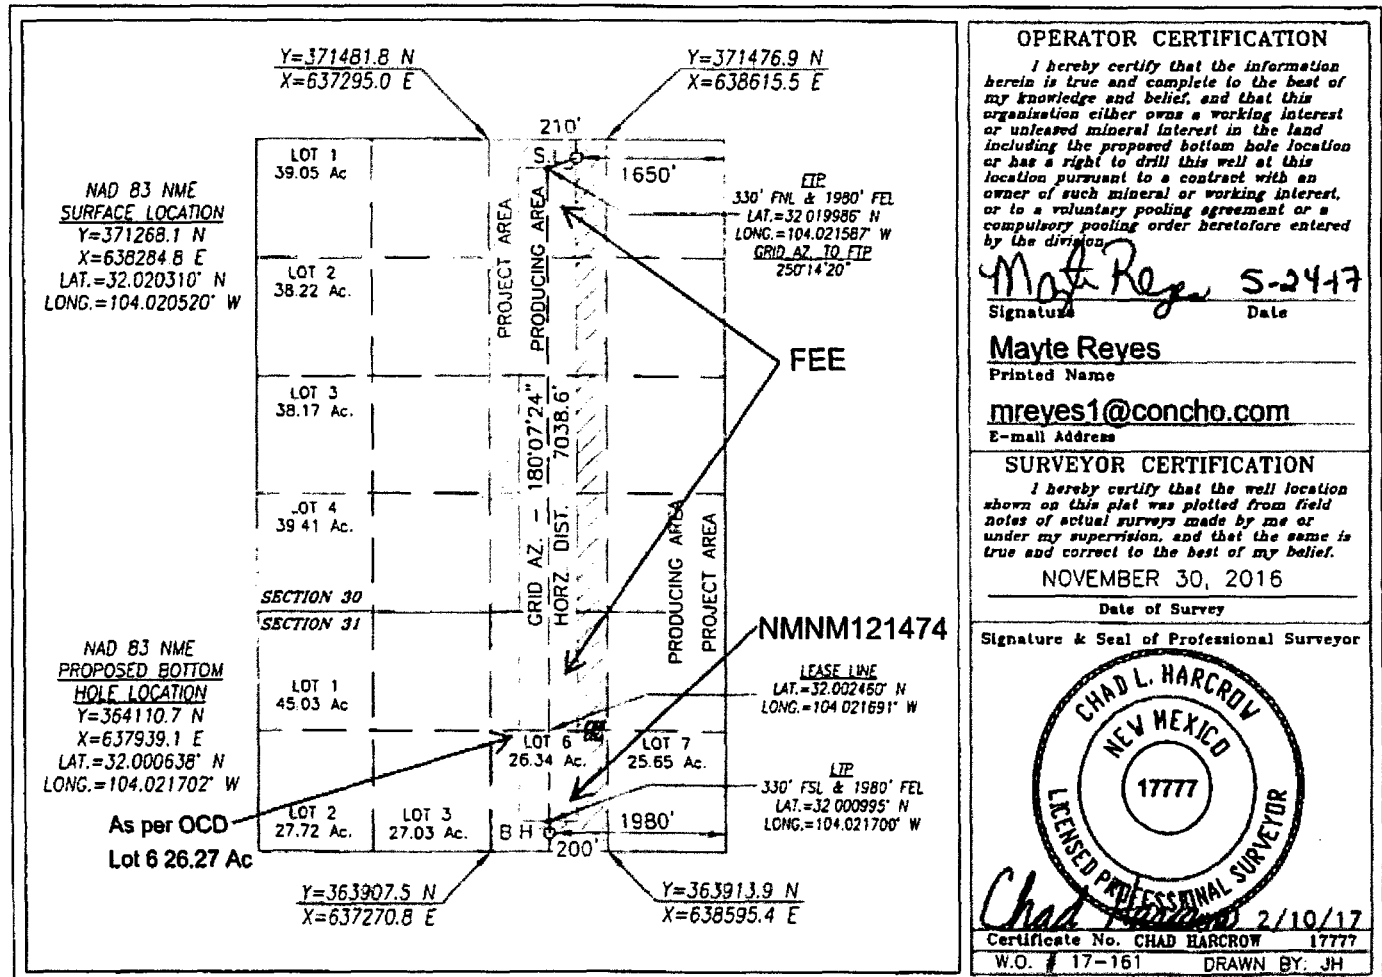 Y=371481.8 N
X=637295.0 E
Y=371476.9 N
X=638615.5 E
210'
S.L.
1650'
LOT 1
39.05 Ac
NAD 83 NME
SURFACE LOCATION
Y=371268.1 N
X=638284.8 E
LAT.=32.020310° N
LONG.=104.020520° W
FTP
330' FNL & 1980' FEL
LAT.=32.019986° N
LONG.=104.021587° W
GRID AZ. TO FTP
250°14'20"
LOT 2
38.22 Ac.
PROJECT AREA
PRODUCING AREA
FEE
LOT 3
38.17 Ac.
GRID AZ. - 180°07'24"
HORZ. DIST. 7038.6'
LOT 4
39.41 Ac.
SECTION 30
SECTION 31
PRODUCING AREA
PROJECT AREA
NMNM121474
NAD 83 NME
PROPOSED BOTTOM
HOLE LOCATION
Y=364110.7 N
X=637939.1 E
LAT.=32.000638° N
LONG.=104.021702° W
LOT 1
45.03 Ac
LEASE LINE
LAT.=32.002460° N
LONG.=104.021691° W
LOT 6
26.34 Ac.
LOT 7
25.65 Ac.
LTP
330' FSL & 1980' FEL
LAT.=32.000995° N
LONG.=104.021700° W
As per OCD
Lot 6 26.27 Ac
LOT 2
27.72 Ac.
LOT 3
27.03 Ac.
B.H.
1980'
200'
Y=363907.5 N
X=637270.8 E
Y=363913.9 N
X=638595.4 E
OPERATOR CERTIFICATION
I hereby certify that the information
herein is true and complete to the best of
my knowledge and belief, and that this
organization either owns a working interest
or unleased mineral interest in the land
including the proposed bottom hole location
or has a right to drill this well at this
location pursuant to a contract with an
owner of such mineral or working interest,
or to a voluntary pooling agreement or a
compulsory pooling order heretofore entered
by the division.
Mayte Reyes 5-24-17
Signature Date
Mayte Reyes
Printed Name
mreyes1@concho.com
E-mail Address
SURVEYOR CERTIFICATION
I hereby certify that the well location
shown on this plat was plotted from field
notes of actual surveys made by me or
under my supervision, and that the same is
true and correct to the best of my belief.
NOVEMBER 30, 2016
Date of Survey
Signature & Seal of Professional Surveyor
CHAD L. HARCROW
NEW MEXICO
17777
LICENSED PROFESSIONAL SURVEYOR
Chad Harcrow 2/10/17
Certificate No. CHAD HARCROW 17777
W.O. # 17-161 DRAWN BY: JH